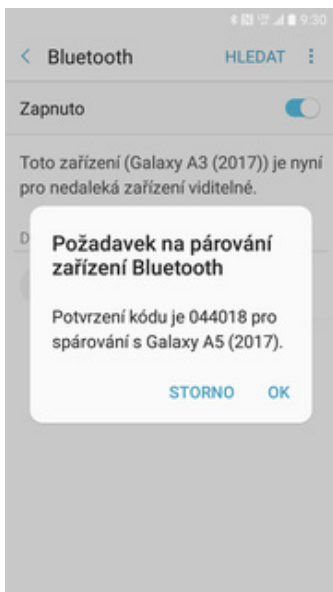 9:30
Bluetooth
HLEDAT
Zapnuto
Toto zařízení (Galaxy A3 (2017)) je nyní
pro nedaleká zařízení viditelné.
D
Požadavek na párování
zařízení Bluetooth
Potvrzení kódu je 044018 pro
spárování s Galaxy A5 (2017).
STORNO OK